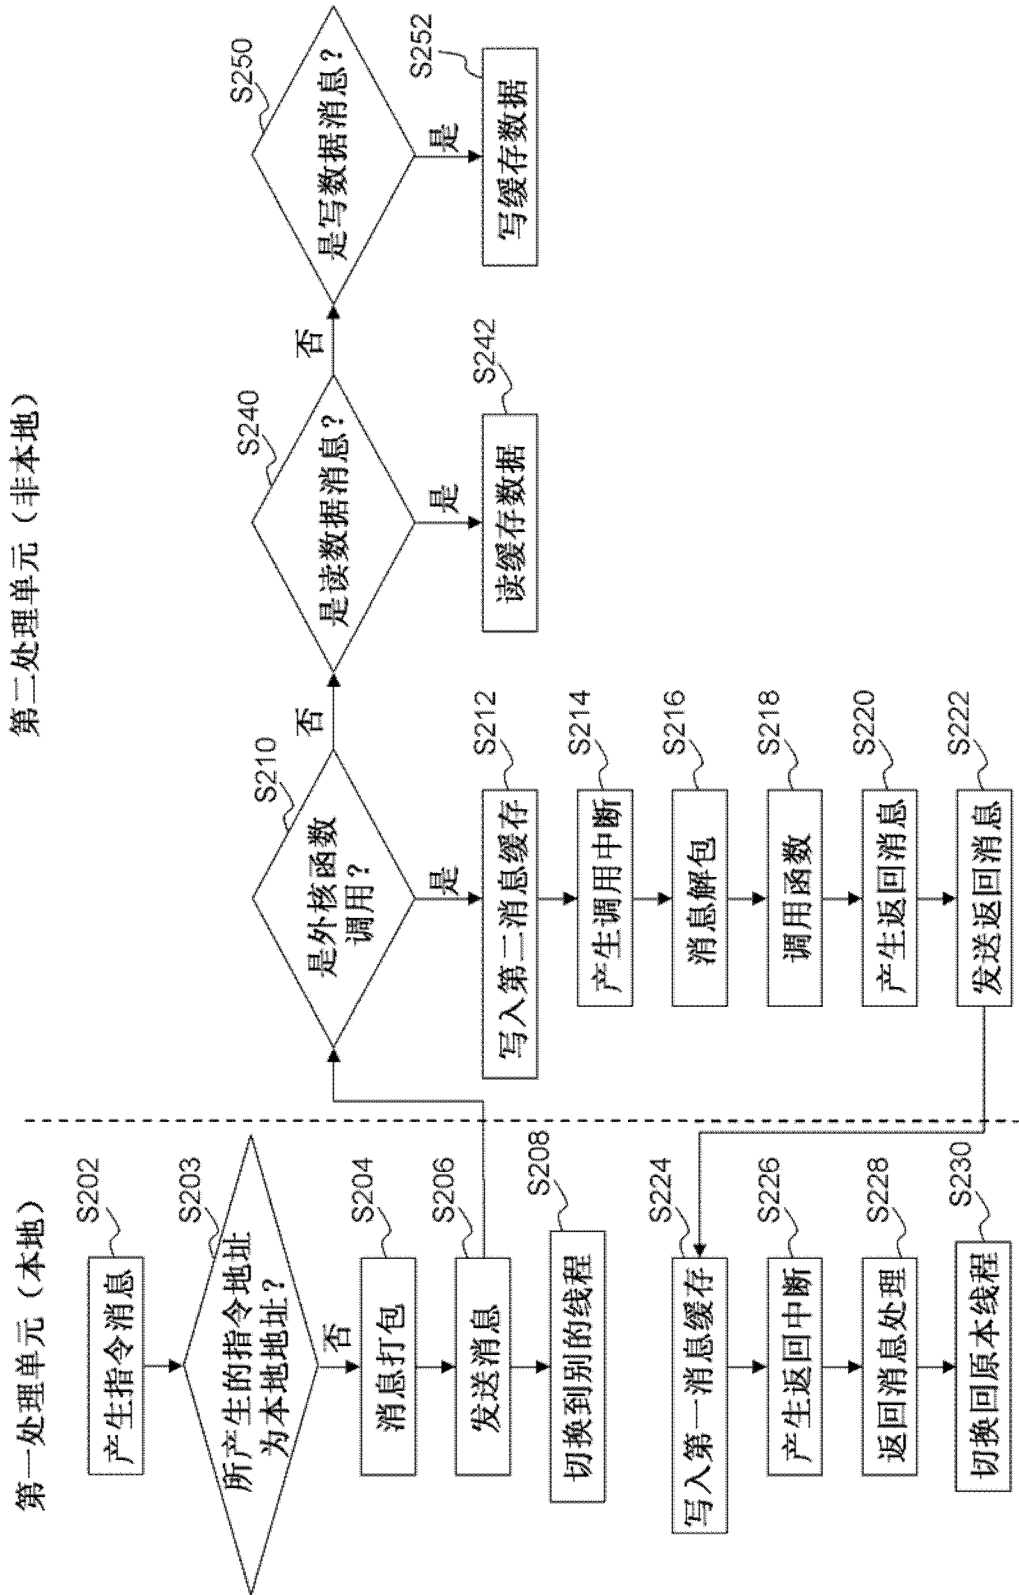 第一处理单元（本地）
第二处理单元（非本地）
S202
产生指令消息
S203
所产生的指令地址
为本地地址？
否
S204
消息打包
S206
发送消息
S208
切换到别的线程
S210
是外核函数
调用？
否
是
S212
写入第二消息缓存
S214
产生调用中断
S216
消息解包
S218
调用函数
S220
产生返回消息
S222
发送返回消息
S224
写入第一消息缓存
S226
产生返回中断
S228
返回消息处理
S230
切换回原本线程
S240
是读数据消息？
否
是
S242
读缓存数据
S250
是写数据消息？
是
S252
写缓存数据